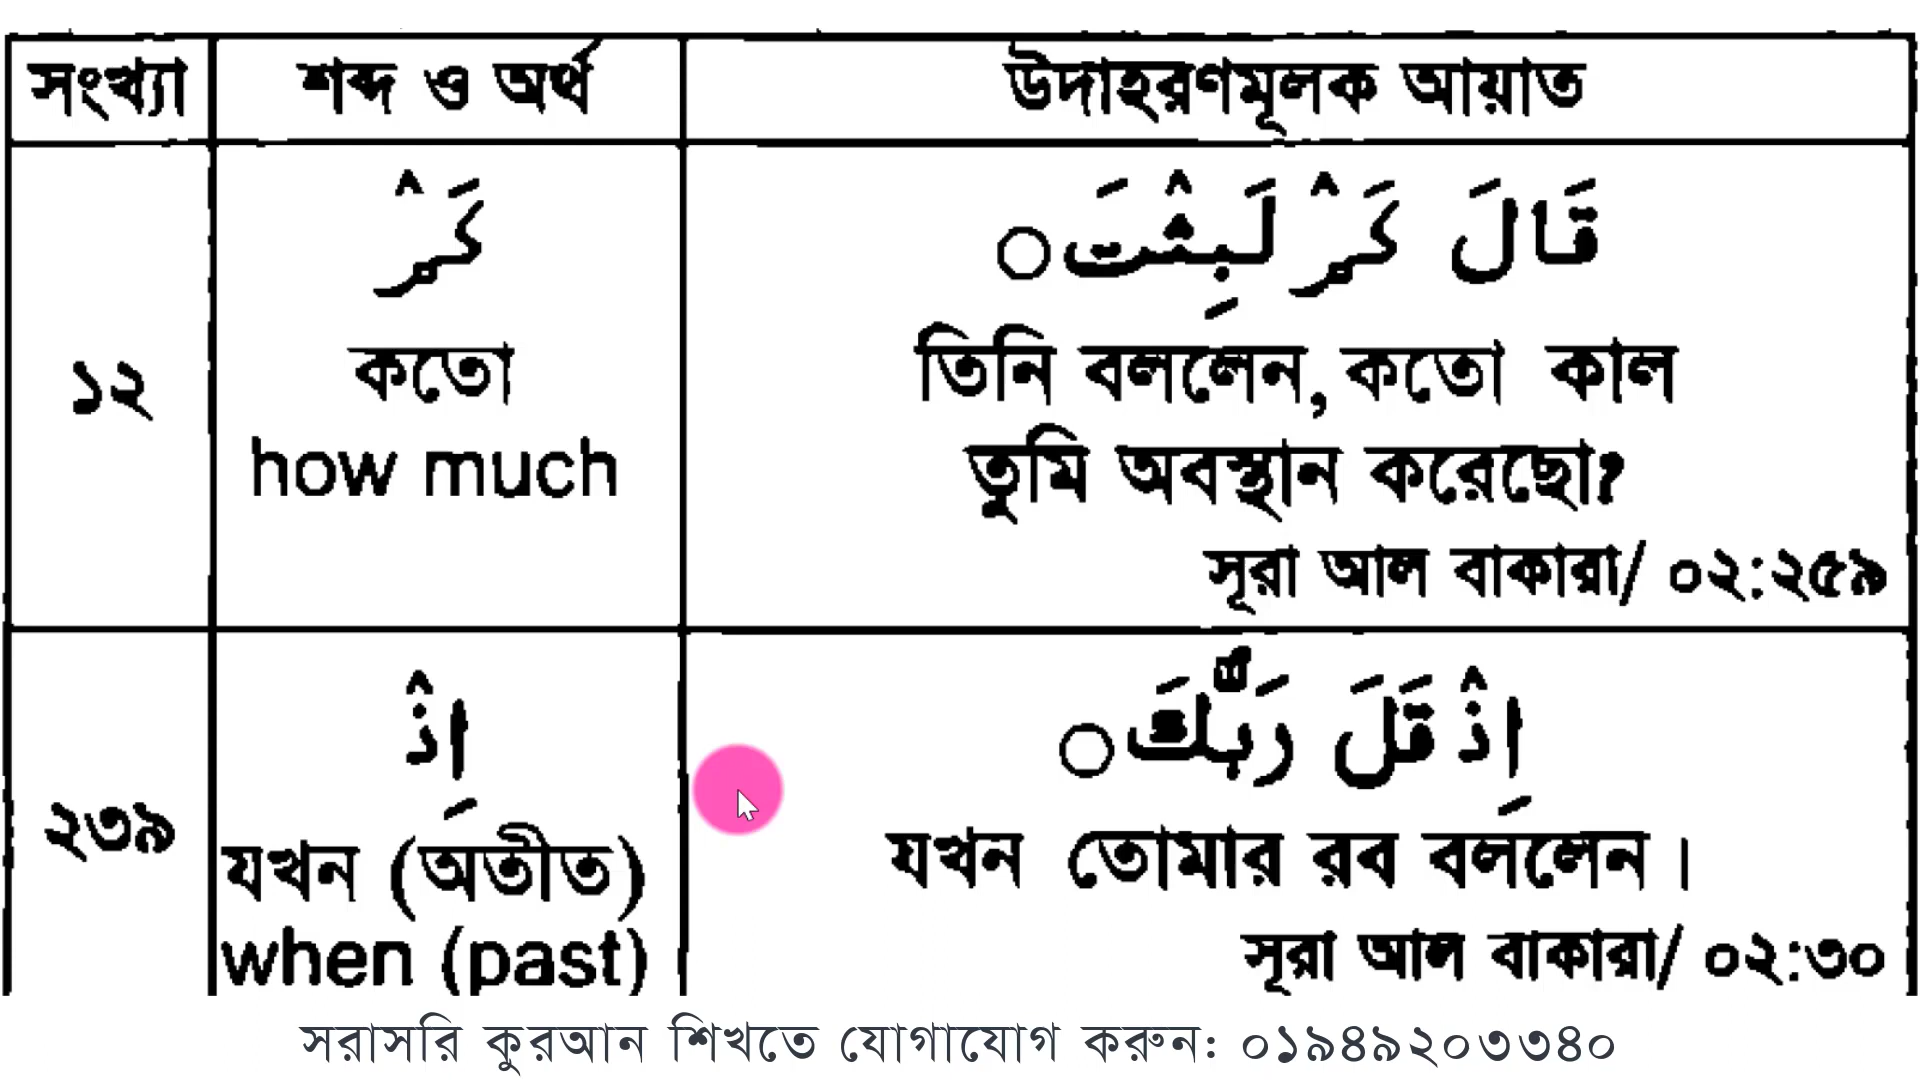 সংখ্যা শব্দ ও অর্থ উদাহরণমূলক আয়াত
১২
كَمْ
কতো
how much
قَالَ كَمْ لَبِثْتَ ○
তিনি বললেন, কতো কাল
তুমি অবস্থান করেছো?
সূরা আল বাকারা/ ০২:২৫৯
২৩৯
اِذْ
যখন (অতীত)
when (past)
اِذْ قَلَ رَبُّكَ ○
যখন তোমার রব বললেন।
সূরা আল বাকারা/ ০২:৩০
সরাসরি কুরআন শিখতে যোগাযোগ করুন: ০১৯৪৯২০৩৩৪০